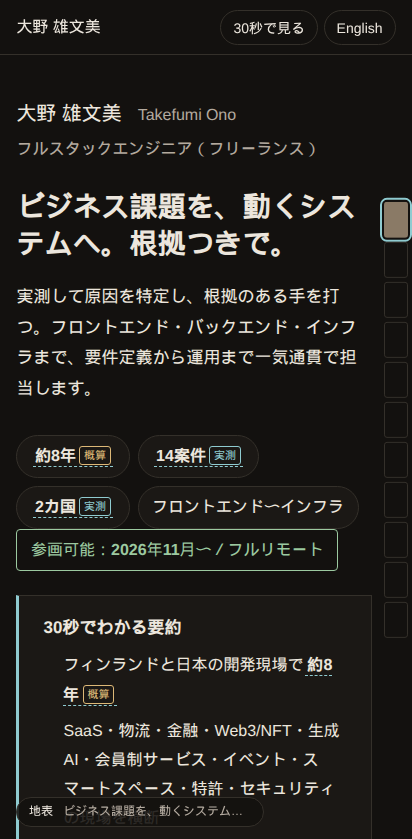 大野 雄文美
30秒で見る
English
大野 雄文美 Takefumi Ono
フルスタックエンジニア（フリーランス）
ビジネス課題を、動くシス
テムへ。根拠つきで。
実測して原因を特定し、根拠のある手を打
つ。フロントエンド・バックエンド・インフ
ラまで、要件定義から運用まで一気通貫で担
当します。
約8年 概算
14案件 実測
2カ国 実測
フロントエンド〜インフラ
参画可能：2026年11月〜 / フルリモート
30秒でわかる要約
フィンランドと日本の開発現場で 約8
年 概算
SaaS・物流・金融・Web3/NFT・生成
AI・会員制サービス・イベント・ス
マートスペース・特許・セキュリティ
の現場を横断
地表 ビジネス課題を、動くシステム…